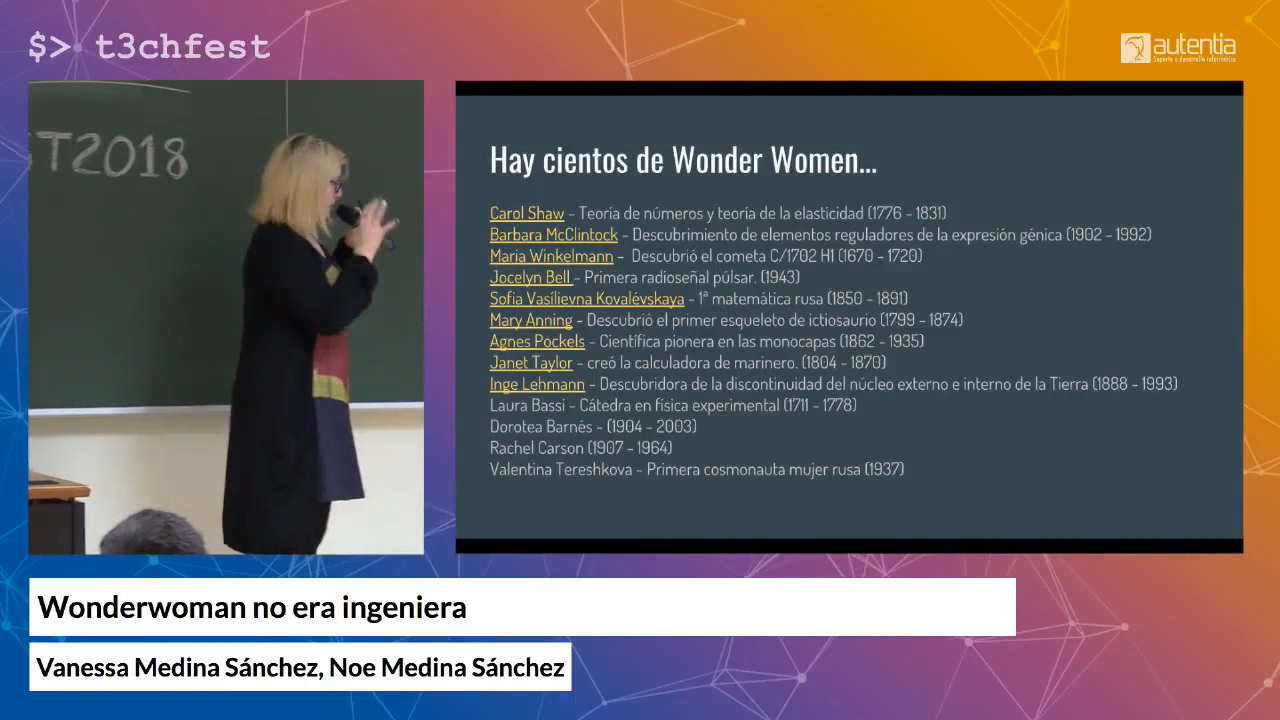 $> t3chfest
autentia
Soporte a desarrollo informático
ST2018
Hay cientos de Wonder Women...
Carol Shaw - Teoría de números y teoría de la elasticidad (1776 - 1831)
Barbara McClintock - Descubrimiento de elementos reguladores de la expresión génica (1902 - 1992)
Maria Winkelmann - Descubrió el cometa C/1702 H1 (1670 - 1720)
Jocelyn Bell - Primera radioseñal púlsar. (1943)
Sofia Vasílievna Kovalévskaya - 1ª matemática rusa (1850 - 1891)
Mary Anning - Descubrió el primer esqueleto de ictiosaurio (1799 - 1874)
Agnes Pockels - Científica pionera en las monocapas (1862 - 1935)
Janet Taylor - creó la calculadora de marinero. (1804 - 1870)
Inge Lehmann - Descubridora de la discontinuidad del núcleo externo e interno de la Tierra (1888 - 1993)
Laura Bassi - Cátedra en física experimental (1711 - 1778)
Dorotea Barnés - (1904 - 2003)
Rachel Carson (1907 - 1964)
Valentina Tereshkova - Primera cosmonauta mujer rusa (1937)
Wonderwoman no era ingeniera
Vanessa Medina Sánchez, Noe Medina Sánchez